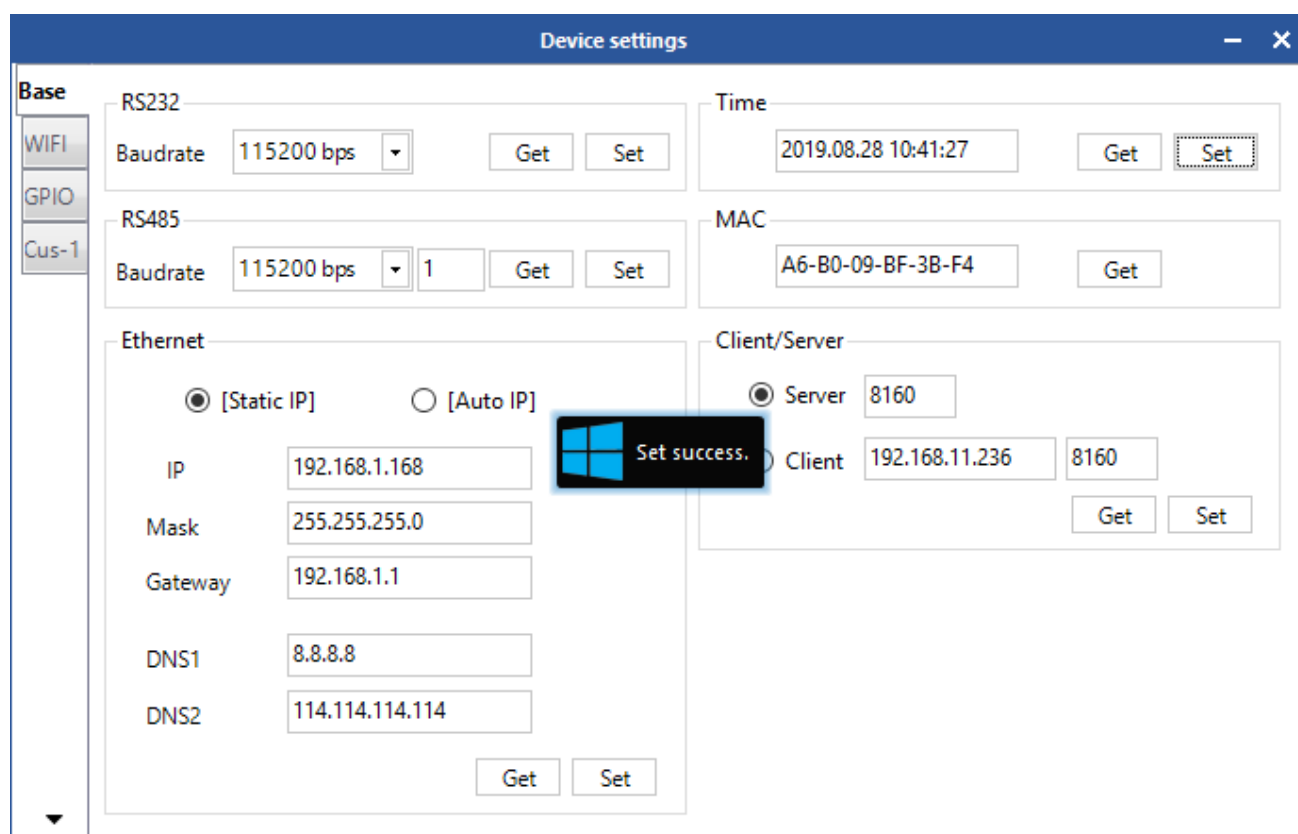 Device settings
Base
WIFI
GPIO
Cus-1
RS232
Baudrate 115200 bps Get Set
RS485
Baudrate 115200 bps 1 Get Set
Ethernet
[Static IP] [Auto IP]
IP 192.168.1.168
Mask 255.255.255.0
Gateway 192.168.1.1
DNS1 8.8.8.8
DNS2 114.114.114.114
Get Set
Time
2019.08.28 10:41:27 Get Set
MAC
A6-B0-09-BF-3B-F4 Get
Client/Server
Server 8160
Client 192.168.11.236 8160
Get Set
Set success.